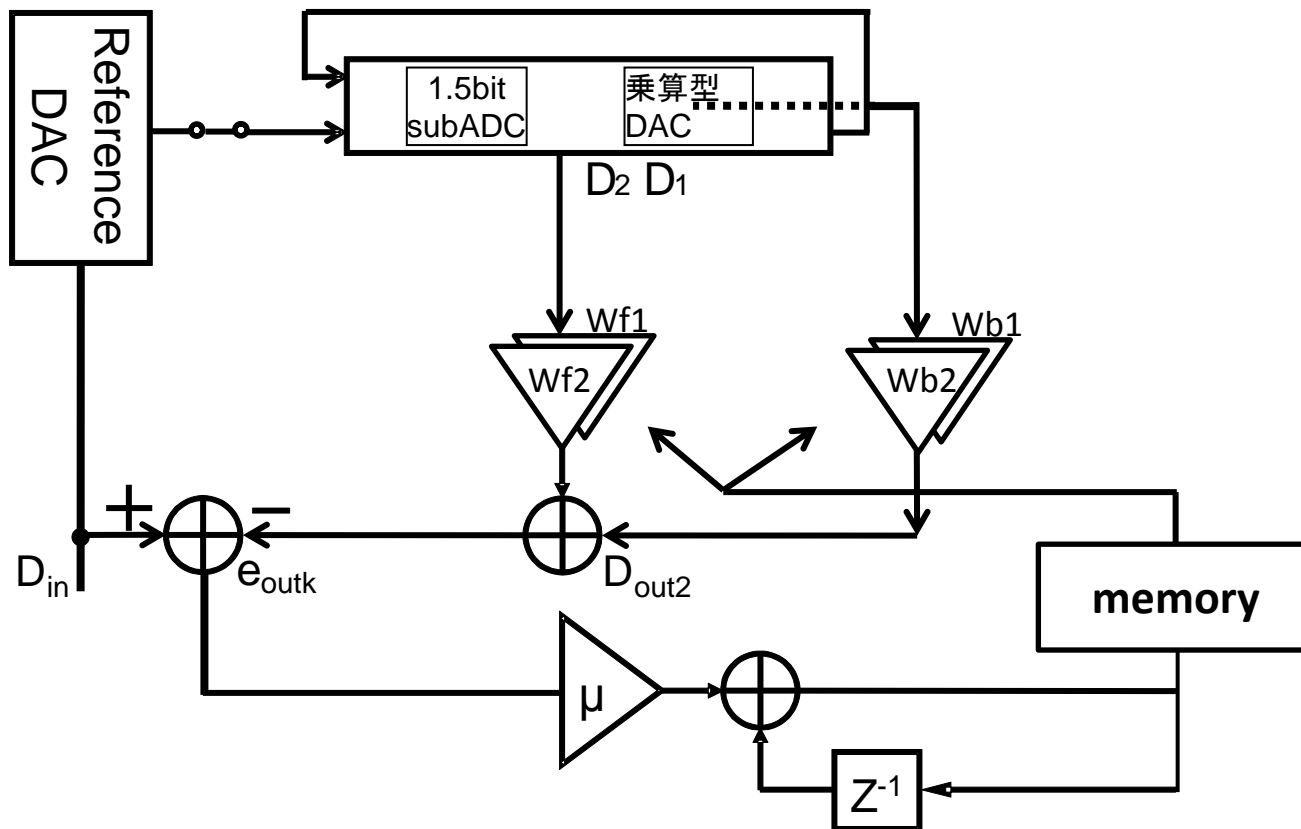 Reference
DAC
1.5bit
subADC
乗算型
DAC
D2 D1
Wf1
Wf2
Wb1
Wb2
+
−
Din
eoutk
Dout2
memory
μ
Z-1